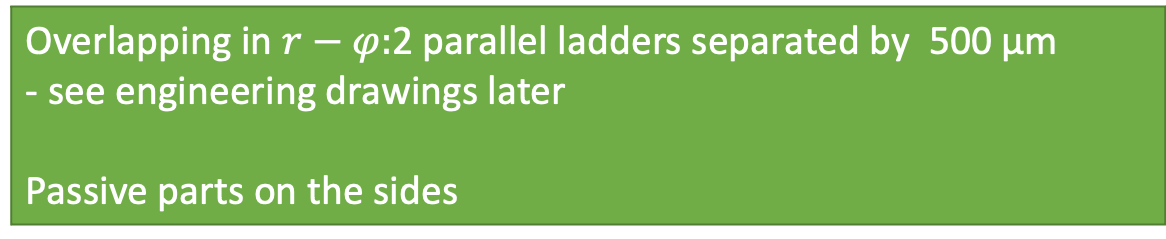 Overlapping in r − φ:2 parallel ladders separated by  500 μm
- see engineering drawings later
Passive parts on the sides